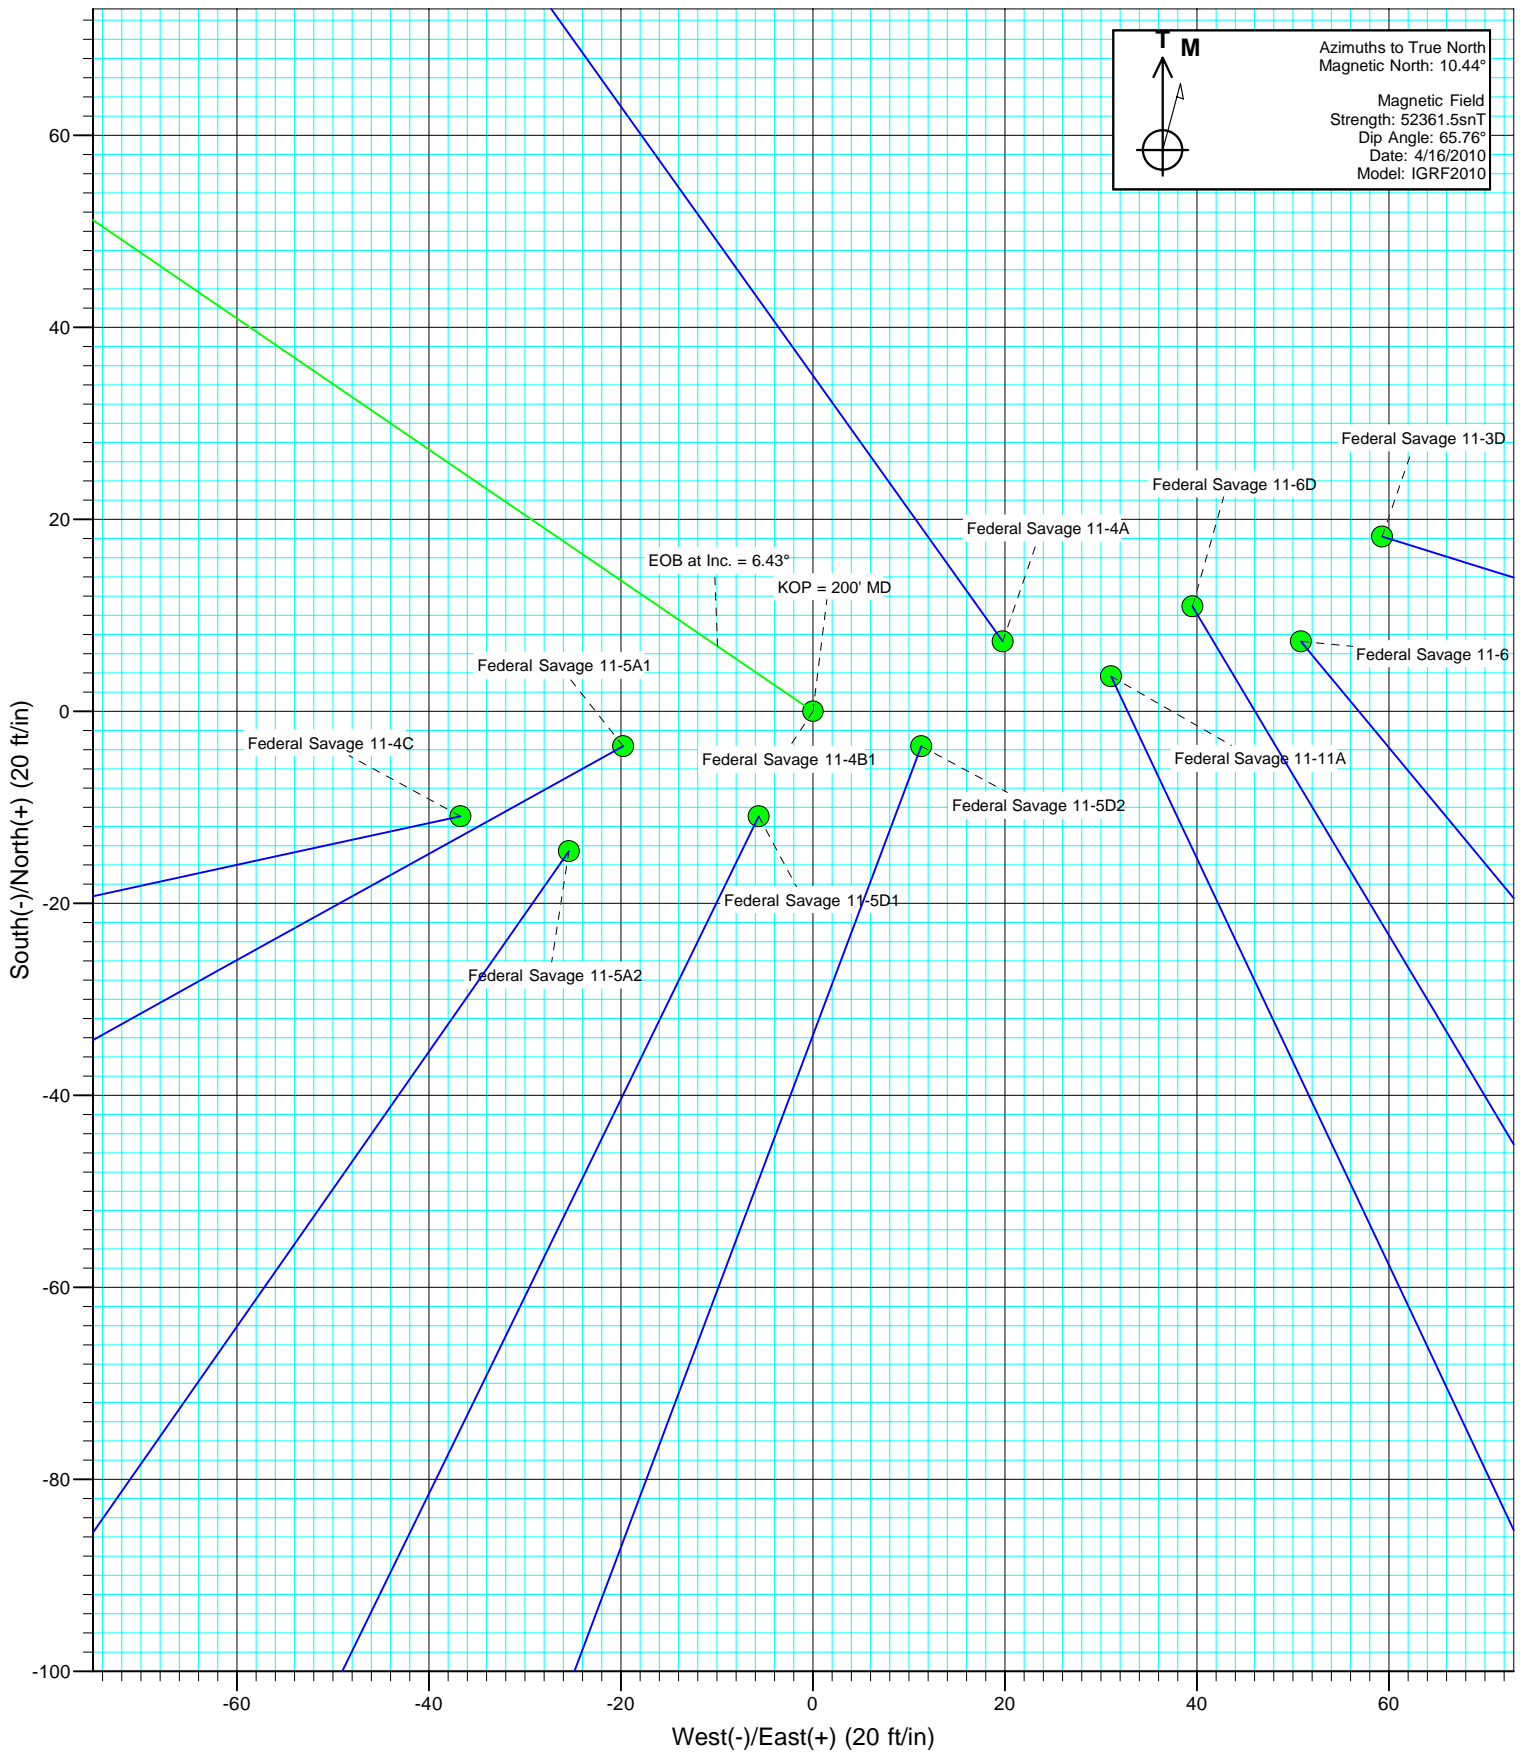 T M
Azimuths to True North
Magnetic North: 10.44°
Magnetic Field
Strength: 52361.5snT
Dip Angle: 65.76°
Date: 4/16/2010
Model: IGRF2010
Federal Savage 11-3D
Federal Savage 11-6D
Federal Savage 11-4A
EOB at Inc. = 6.43°
KOP = 200' MD
Federal Savage 11-5A1
Federal Savage 11-6
Federal Savage 11-4C
Federal Savage 11-4B1
Federal Savage 11-11A
Federal Savage 11-5D2
Federal Savage 11-5D1
Federal Savage 11-5A2
60
40
20
0
-20
-40
-60
-80
-100
South(-)/North(+) (20 ft/in)
-60 -40 -20 0 20 40 60
West(-)/East(+) (20 ft/in)